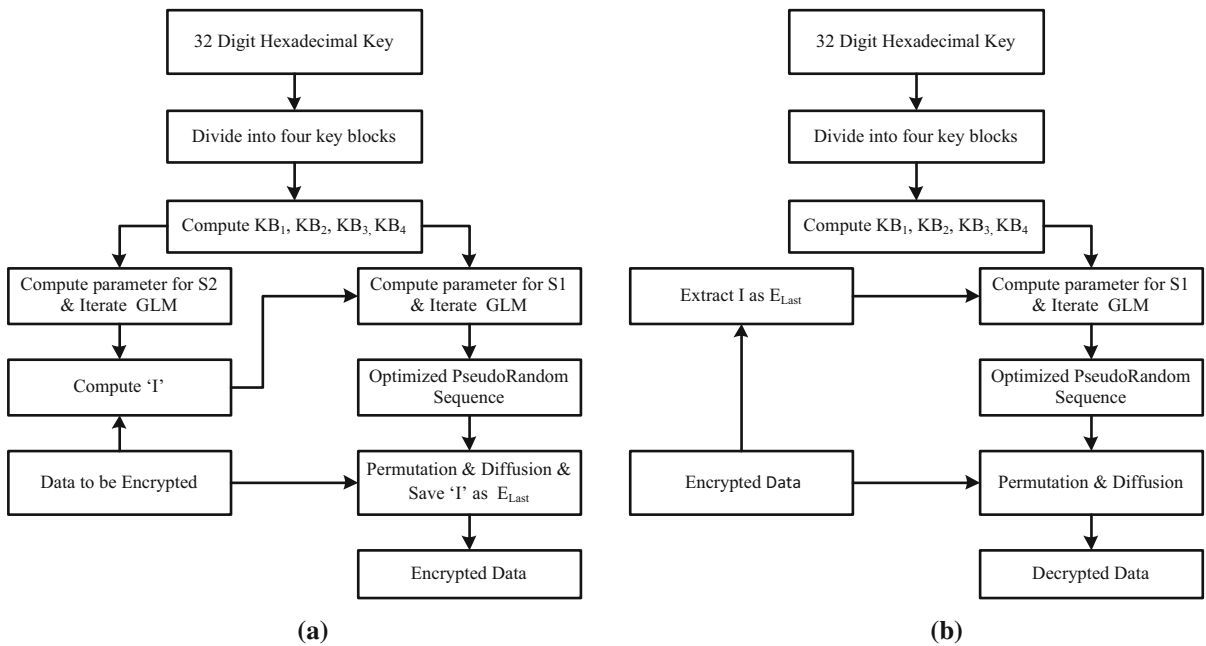 32 Digit Hexadecimal Key
Divide into four key blocks
Compute KB₁, KB₂, KB₃, KB₄
Compute parameter for S2
& Iterate GLM
Compute parameter for S1
& Iterate GLM
Compute ‘I’
Optimized PseudoRandom
Sequence
Data to be Encrypted
Permutation & Diffusion &
Save ‘I’ as E_Last
Encrypted Data
(a)
32 Digit Hexadecimal Key
Divide into four key blocks
Compute KB₁, KB₂, KB₃, KB₄
Extract I as E_Last
Compute parameter for S1
& Iterate GLM
Optimized PseudoRandom
Sequence
Encrypted Data
Permutation & Diffusion
Decrypted Data
(b)